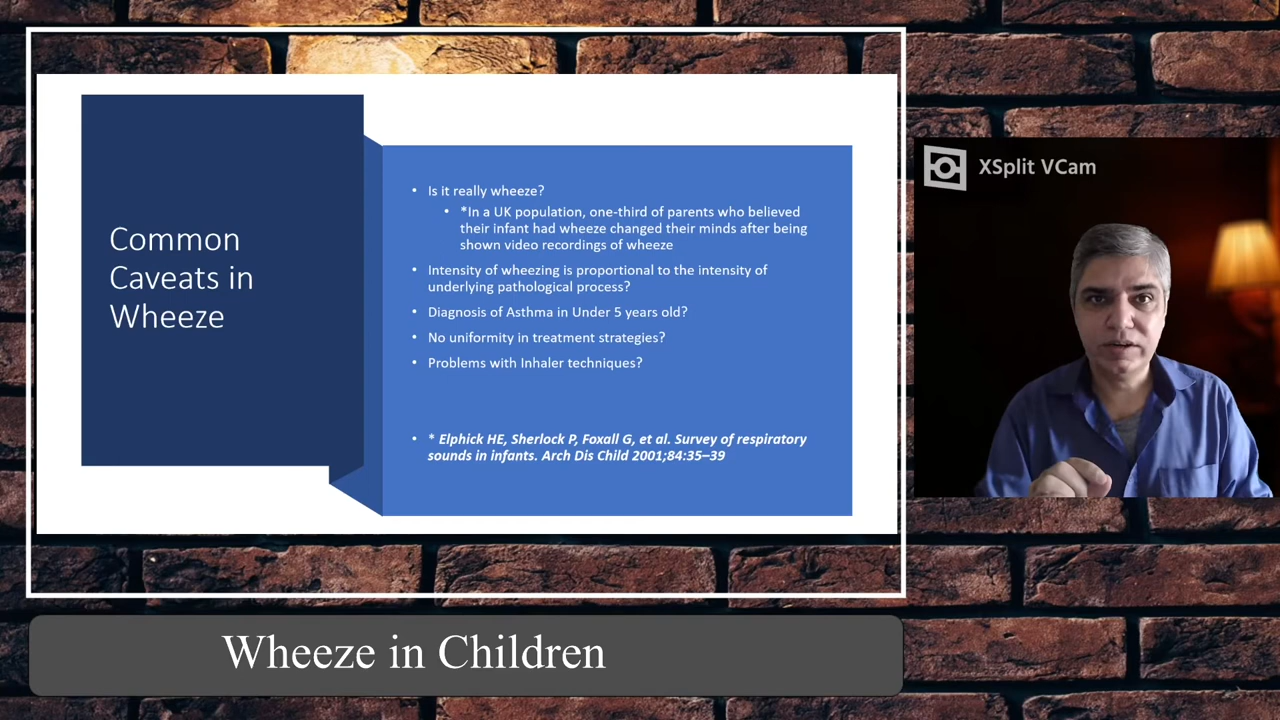 Common
Caveats in
Wheeze
• Is it really wheeze?
• *In a UK population, one-third of parents who believed
their infant had wheeze changed their minds after being
shown video recordings of wheeze
• Intensity of wheezing is proportional to the intensity of
underlying pathological process?
• Diagnosis of Asthma in Under 5 years old?
• No uniformity in treatment strategies?
• Problems with Inhaler techniques?
• * Elphick HE, Sherlock P, Foxall G, et al. Survey of respiratory
sounds in infants. Arch Dis Child 2001;84:35–39
XSplit VCam
Wheeze in Children